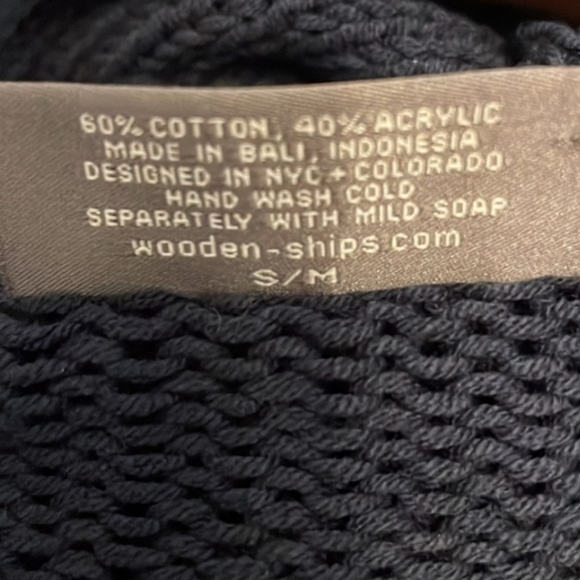 60% COTTON, 40% ACRYLIC
MADE IN BALI, INDONESIA
DESIGNED IN NYC + COLORADO
HAND WASH COLD
SEPARATELY WITH MILD SOAP
wooden-ships.com
S/M